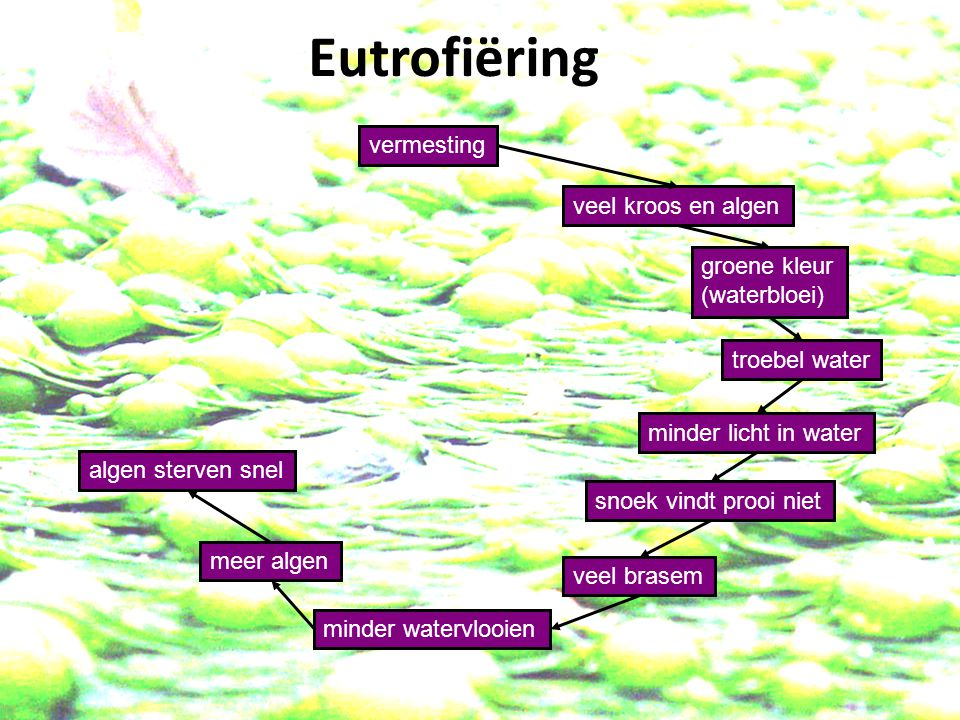 Eutrofiëring
vermesting
veel kroos en algen
groene kleur
(waterbloei)
troebel water
minder licht in water
snoek vindt prooi niet
veel brasem
minder watervlooien
meer algen
algen sterven snel